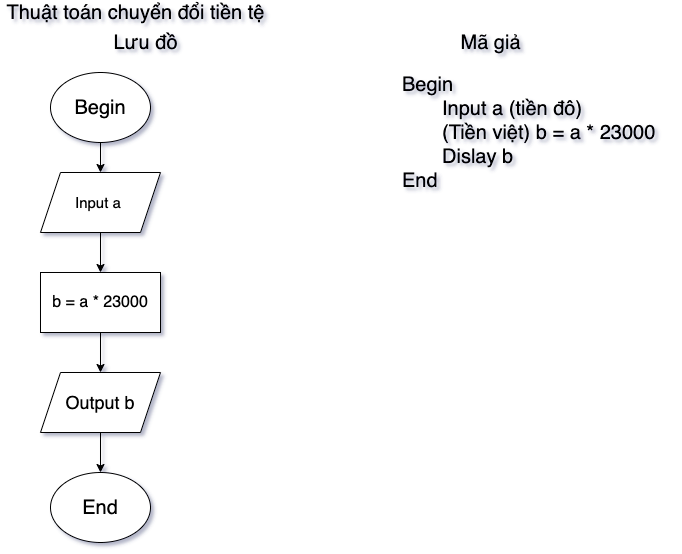 Thuật toán chuyển đổi tiền tệ
Lưu đồ
Begin
Input a
b = a * 23000
Output b
End
Mã giả
Begin
Input a (tiền đô)
(Tiền việt) b = a * 23000
Dislay b
End